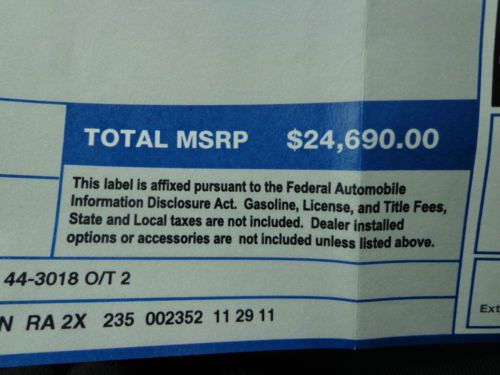 TOTAL MSRP $24,690.00
This label is affixed pursuant to the Federal Automobile
Information Disclosure Act. Gasoline, License, and Title Fees,
State and Local taxes are not included. Dealer installed
options or accessories are not included unless listed above.
44-3018 O/T 2
N RA 2X 235 002352 11 29 11
Ext